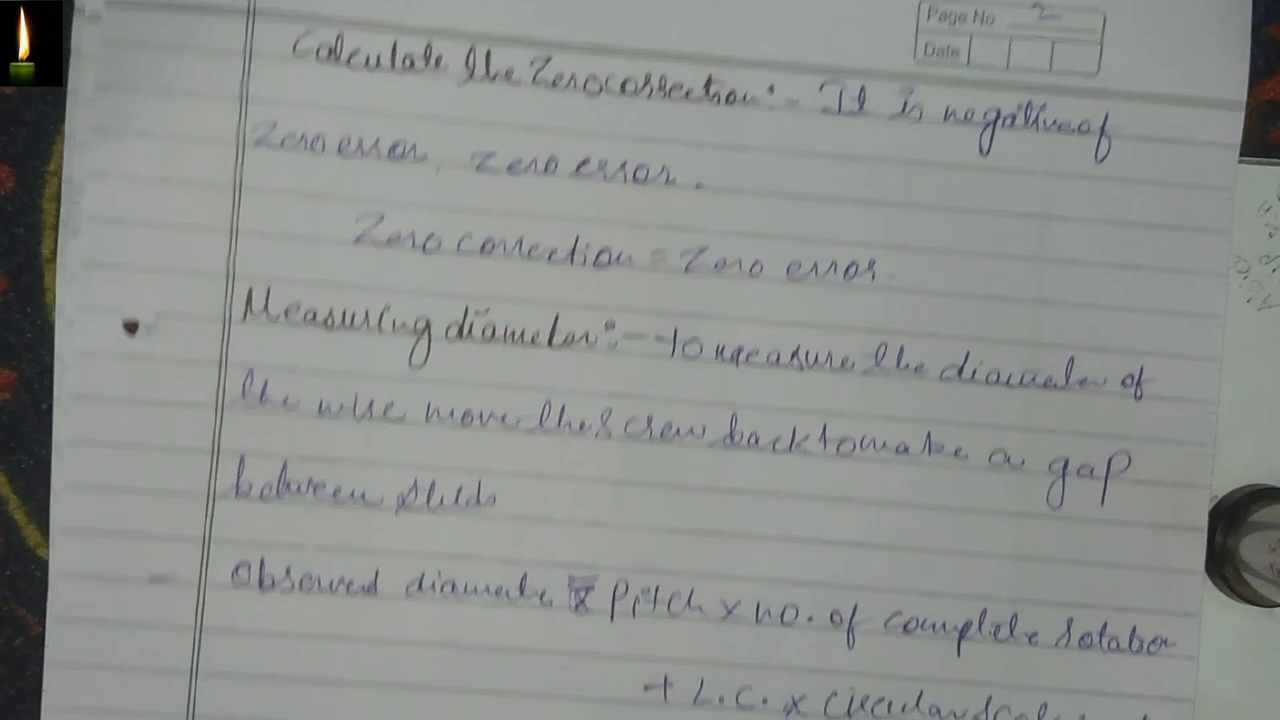 Page No 2
Date
Calculate the Zero correction:- It is negative of
Zero error, zero error.
Zero correction = Zero error.
Measuring diameter:- to measure the diameter of
the wire move the screw back to make a gap
between studs
Observed diameter = Pitch x no. of complete rotation
+ L.C. x circular scale